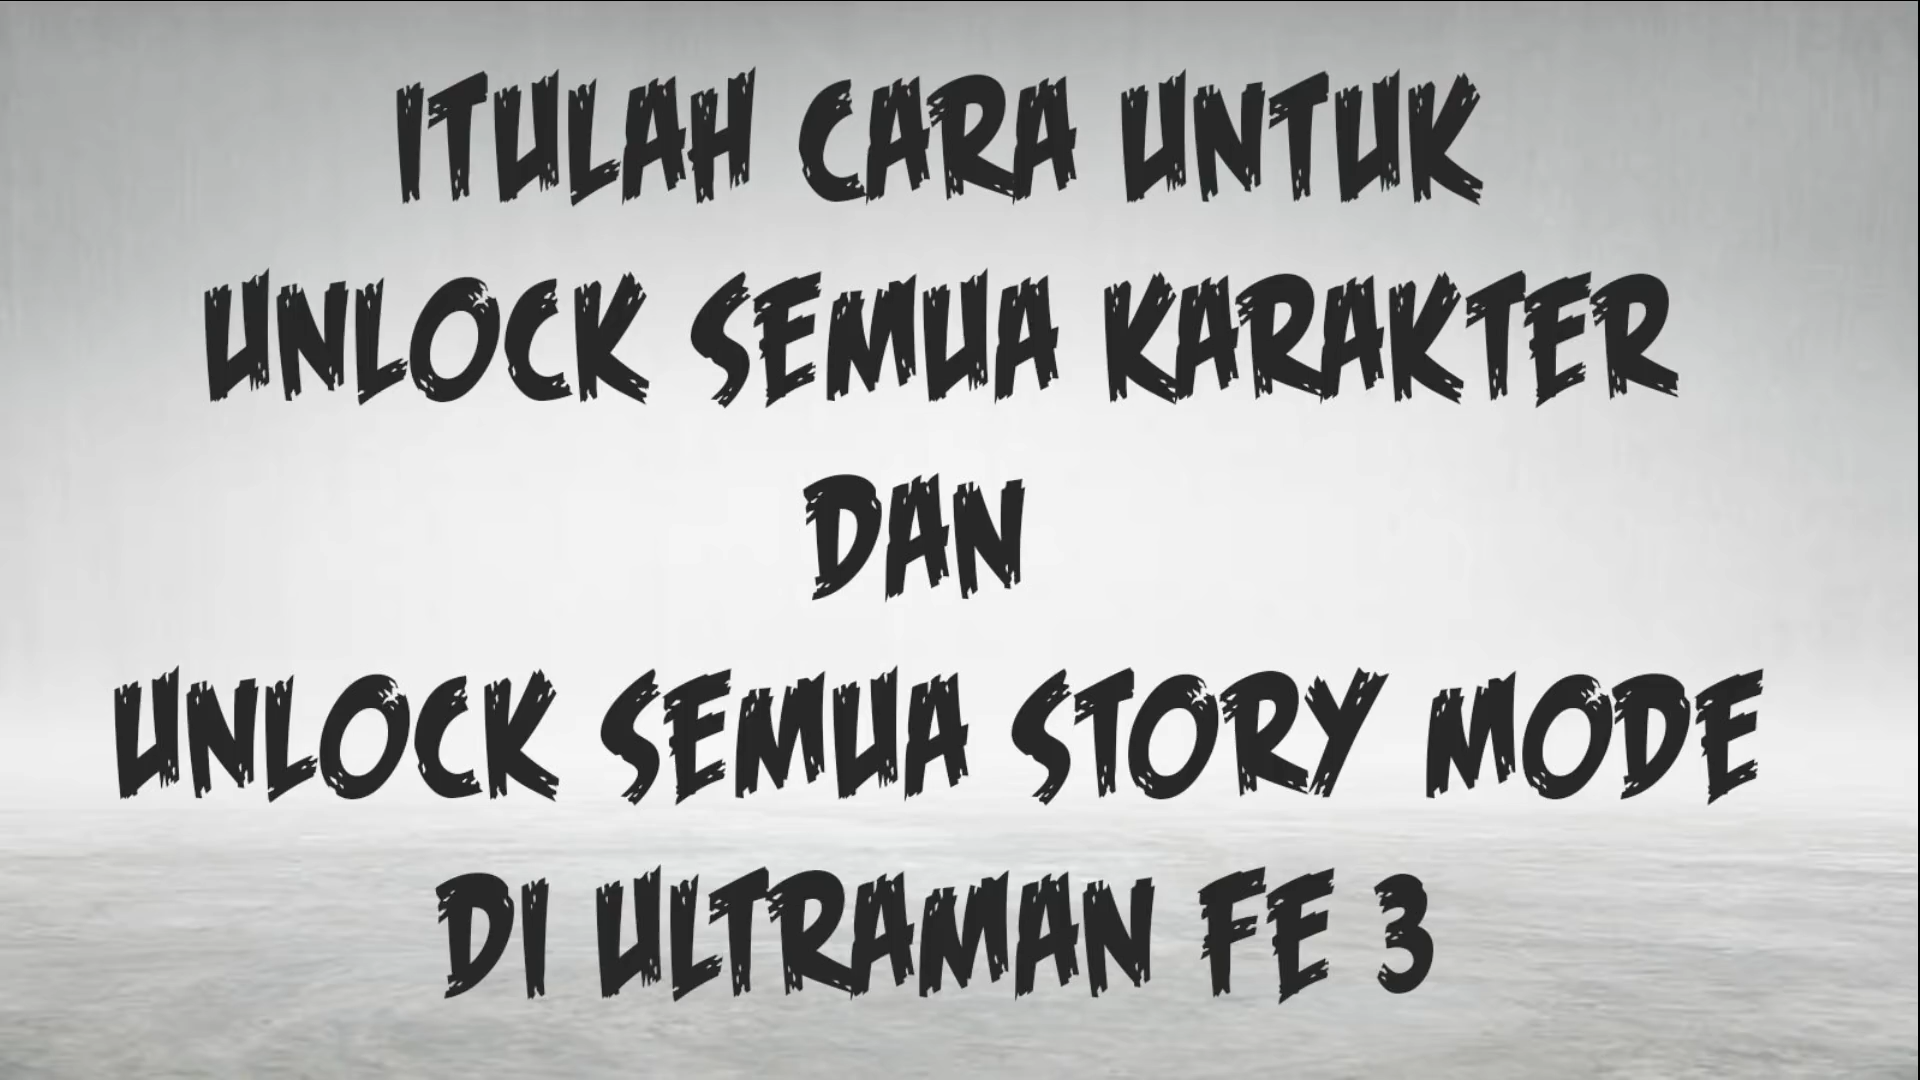 ITULAH CARA UNTUK
UNLOCK SEMUA KARAKTER
DAN
UNLOCK SEMUA STORY MODE
DI ULTRAMAN FE 3